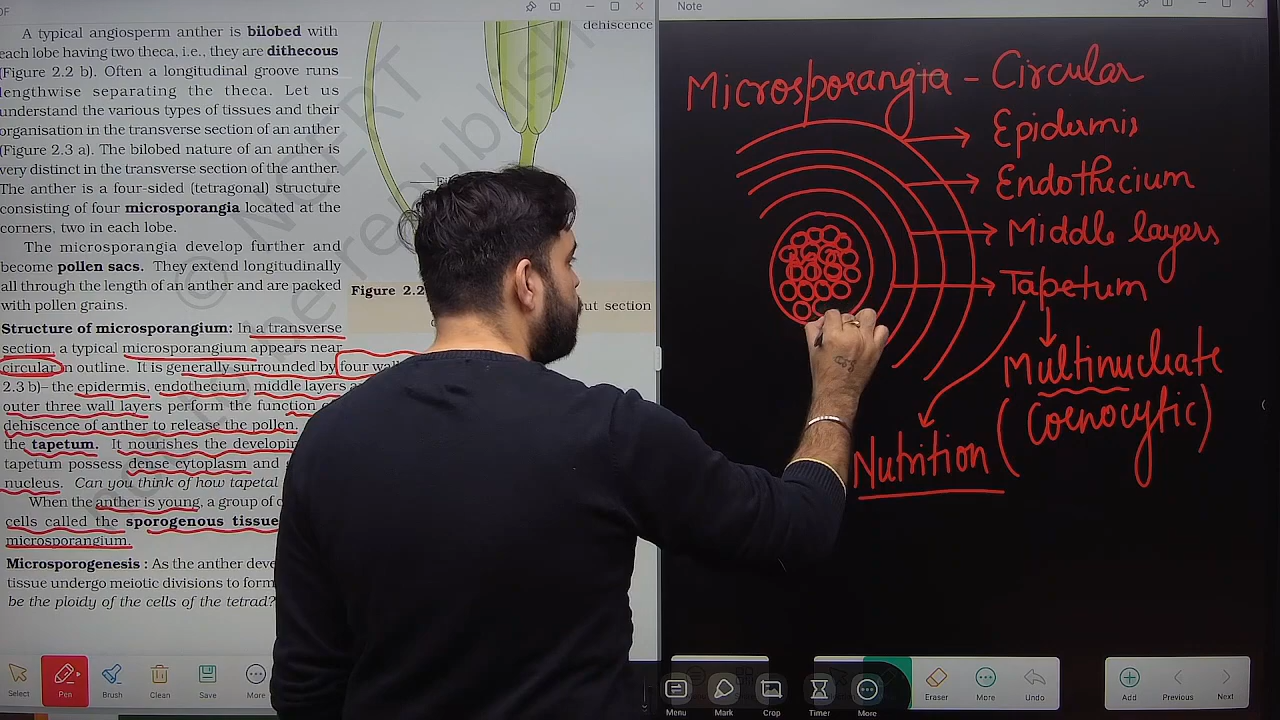 DF
A typical angiosperm anther is bilobed with
each lobe having two theca, i.e., they are dithecous
(Figure 2.2 b). Often a longitudinal groove runs
lengthwise separating the theca. Let us
understand the various types of tissues and their
organisation in the transverse section of an anther
(Figure 2.3 a). The bilobed nature of an anther is
very distinct in the transverse section of the anther.
The anther is a four-sided (tetragonal) structure
consisting of four microsporangia located at the
corners, two in each lobe.
The microsporangia develop further and
become pollen sacs. They extend longitudinally
all through the length of an anther and are packed
with pollen grains.
Structure of microsporangium: In a transverse
section, a typical microsporangium appears near
circular in outline. It is generally surrounded by four
2.3 b)– the epidermis, endothecium, middle layers
outer three wall layers perform the function
dehiscence of anther to release the pollen.
the tapetum. It nourishes the
tapetum possess dense cytoplasm and
nucleus. Can you think of how tapetal
When the anther is young, a group of
cells called the sporogenous tissue
microsporangium.
Microsporogenesis : As the anther
tissue undergo meiotic divisions to form
be the ploidy of the cells of the tetrad?
dehiscence
Figure 2.2
section
© NCERT
Select
Pen
Brush
Clean
Save
More
Note
Microsporangia – Circular
Epidermis
Endothecium
Middle layers
Tapetum
Multinucleate
(Coenocytic)
Nutrition
Menu
Mark
Crop
Timer
More
Eraser
More
Undo
Add
Previous
Next